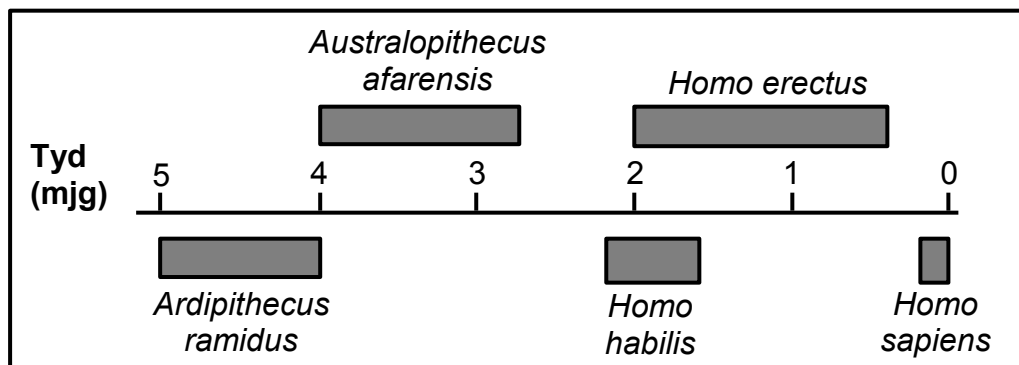 Australopithecus
afarensis
Homo erectus
Tyd
(mjg)
5 4 3 2 1 0
Ardipithecus
ramidus
Homo
habilis
Homo
sapiens